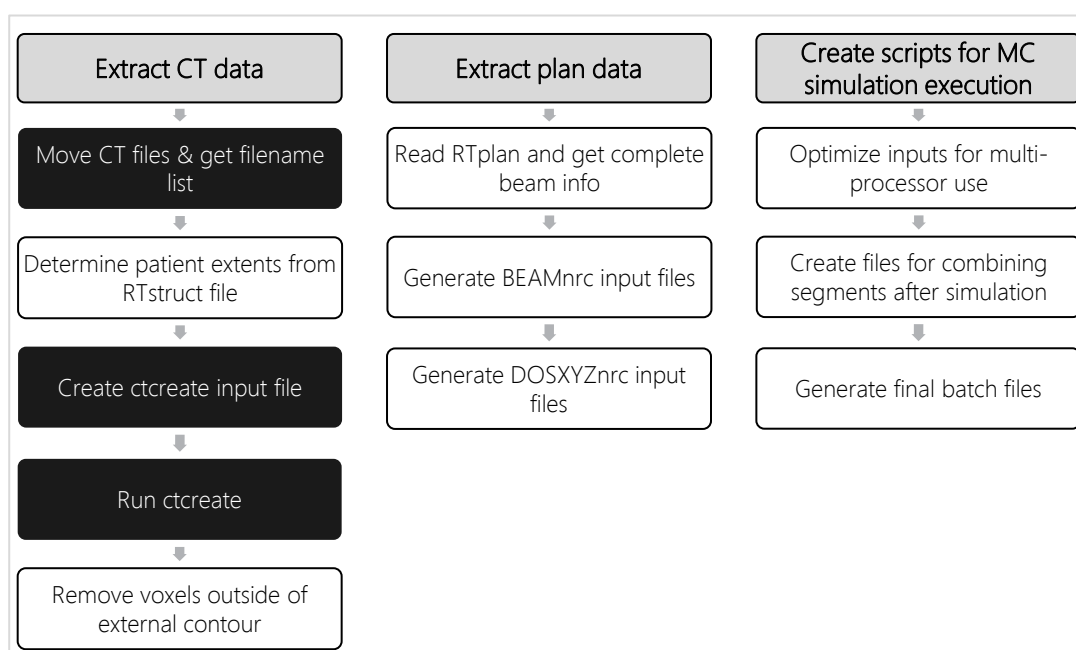 Extract CT data
Move CT files & get filename
list
Determine patient extents from
RTstruct file
Create ctcreate input file
Run ctcreate
Remove voxels outside of
external contour
Extract plan data
Read RTplan and get complete
beam info
Generate BEAMnrc input files
Generate DOSXYZnrc input
files
Create scripts for MC
simulation execution
Optimize inputs for multi-
processor use
Create files for combining
segments after simulation
Generate final batch files